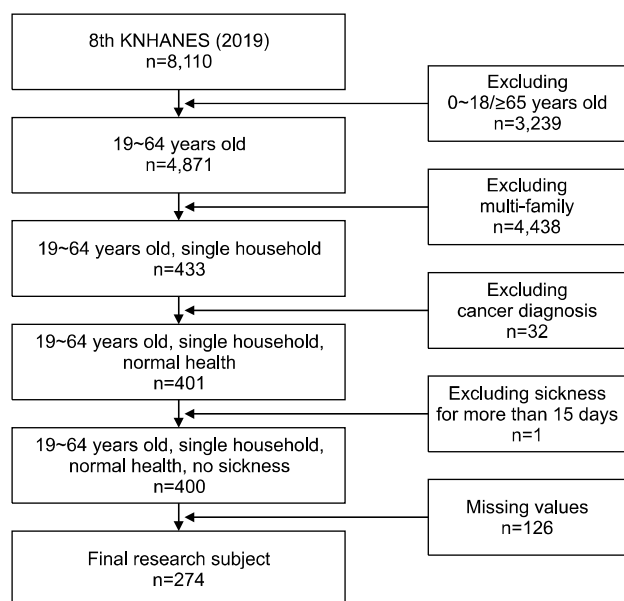 8th KNHANES (2019)
n=8,110
Excluding
0~18/≥65 years old
n=3,239
19~64 years old
n=4,871
Excluding
multi-family
n=4,438
19~64 years old, single household
n=433
Excluding
cancer diagnosis
n=32
19~64 years old, single household,
normal health
n=401
Excluding sickness
for more than 15 days
n=1
19~64 years old, single household,
normal health, no sickness
n=400
Missing values
n=126
Final research subject
n=274